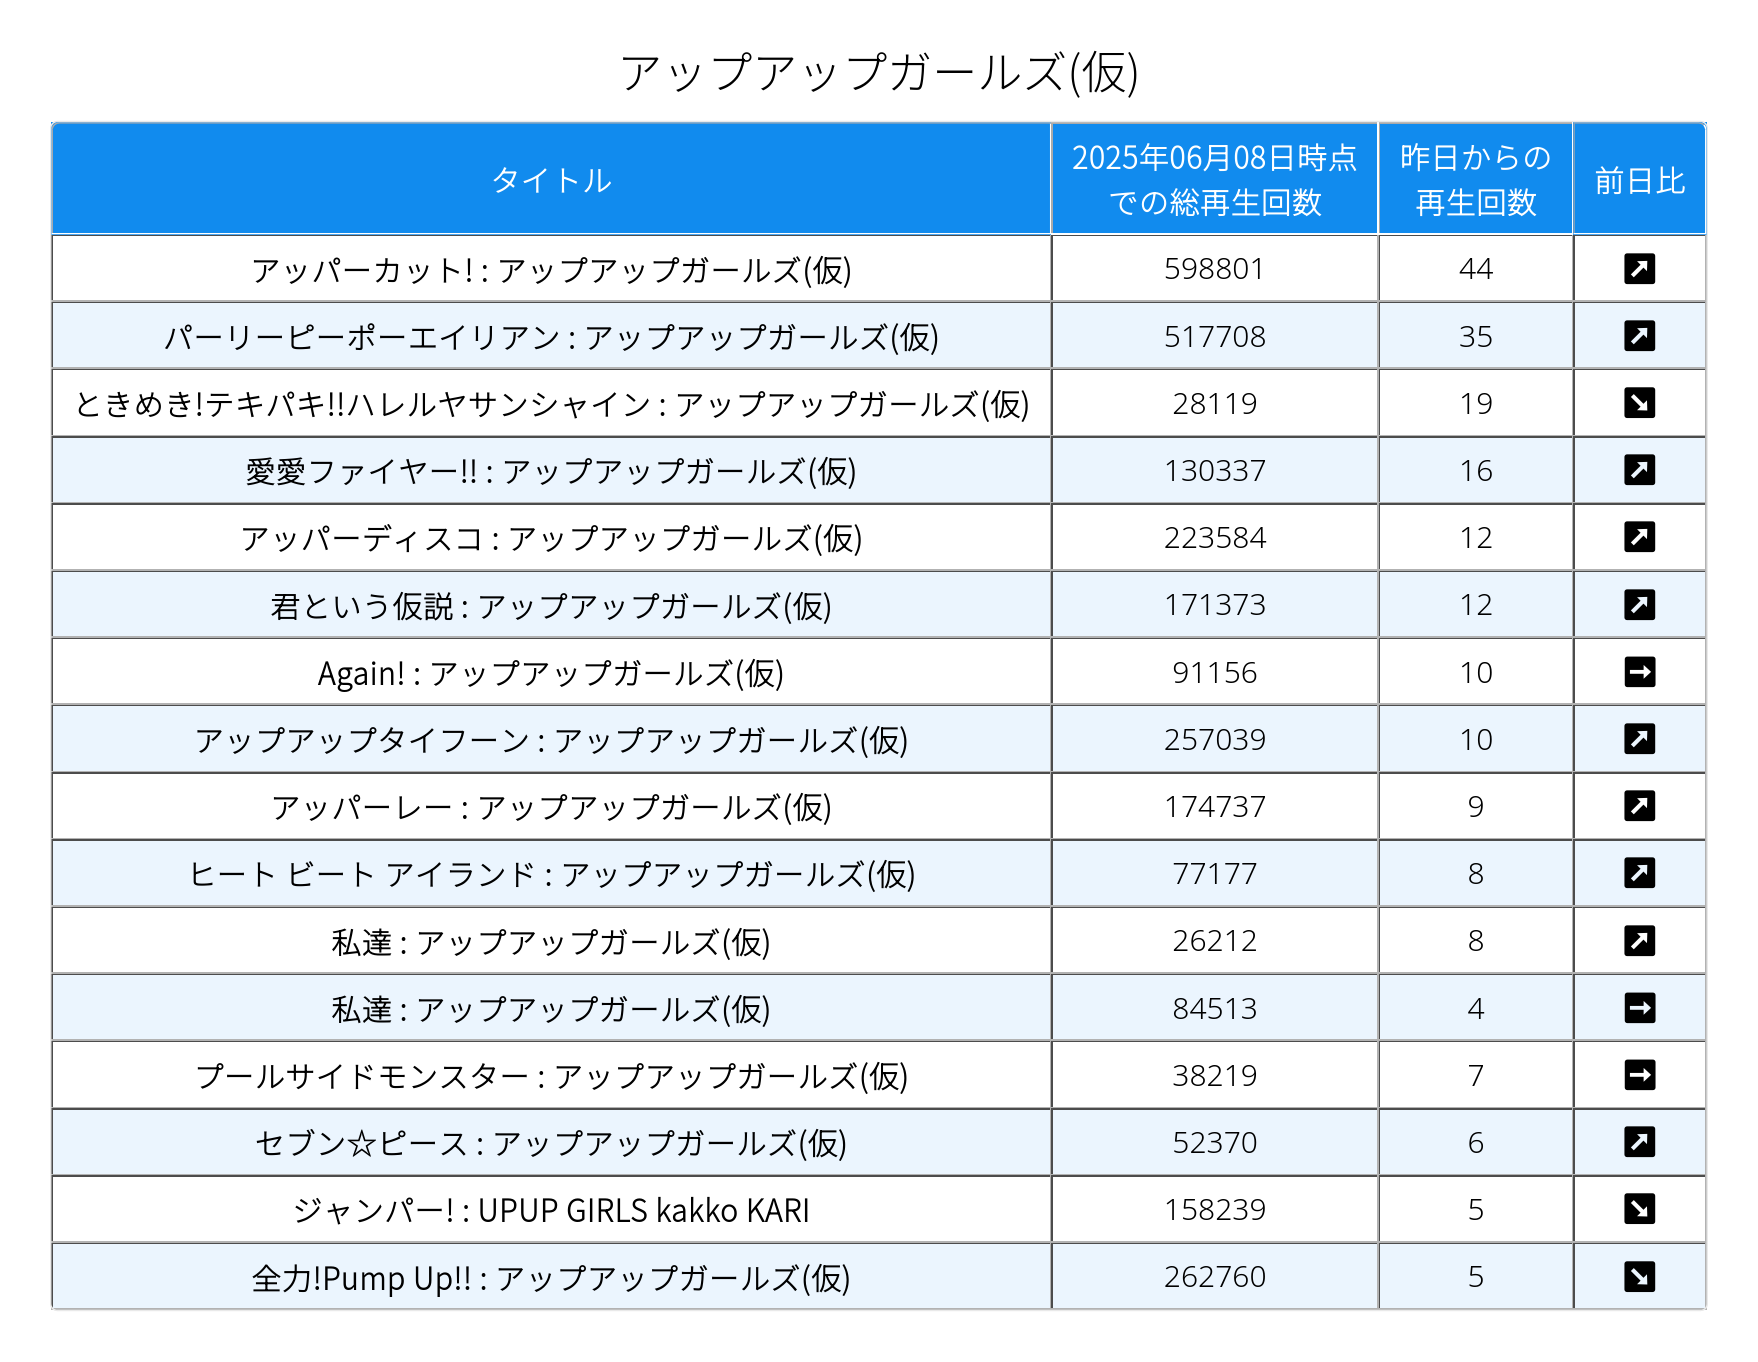 アップアップガールズ(仮)
タイトル 2025年06月08日時点 昨日からの 前日比
での総再生回数 再生回数
アッパーカット! : アップアップガールズ(仮) 598801 44 ↗
パーリーピーポーエイリアン : アップアップガールズ(仮) 517708 35 ↗
ときめき!テキパキ!!ハレルヤサンシャイン : アップアップガールズ(仮) 28119 19 ↘
愛愛ファイヤー!! : アップアップガールズ(仮) 130337 16 ↗
アッパーディスコ : アップアップガールズ(仮) 223584 12 ↗
君という仮説 : アップアップガールズ(仮) 171373 12 ↗
Again! : アップアップガールズ(仮) 91156 10 →
アップアップタイフーン : アップアップガールズ(仮) 257039 10 ↗
アッパーレー : アップアップガールズ(仮) 174737 9 ↗
ヒート ビート アイランド : アップアップガールズ(仮) 77177 8 ↗
私達 : アップアップガールズ(仮) 26212 8 ↗
私達 : アップアップガールズ(仮) 84513 4 →
プールサイドモンスター : アップアップガールズ(仮) 38219 7 →
セブン☆ピース : アップアップガールズ(仮) 52370 6 ↗
ジャンパー! : UPUP GIRLS kakko KARI 158239 5 ↘
全力!Pump Up!! : アップアップガールズ(仮) 262760 5 ↘